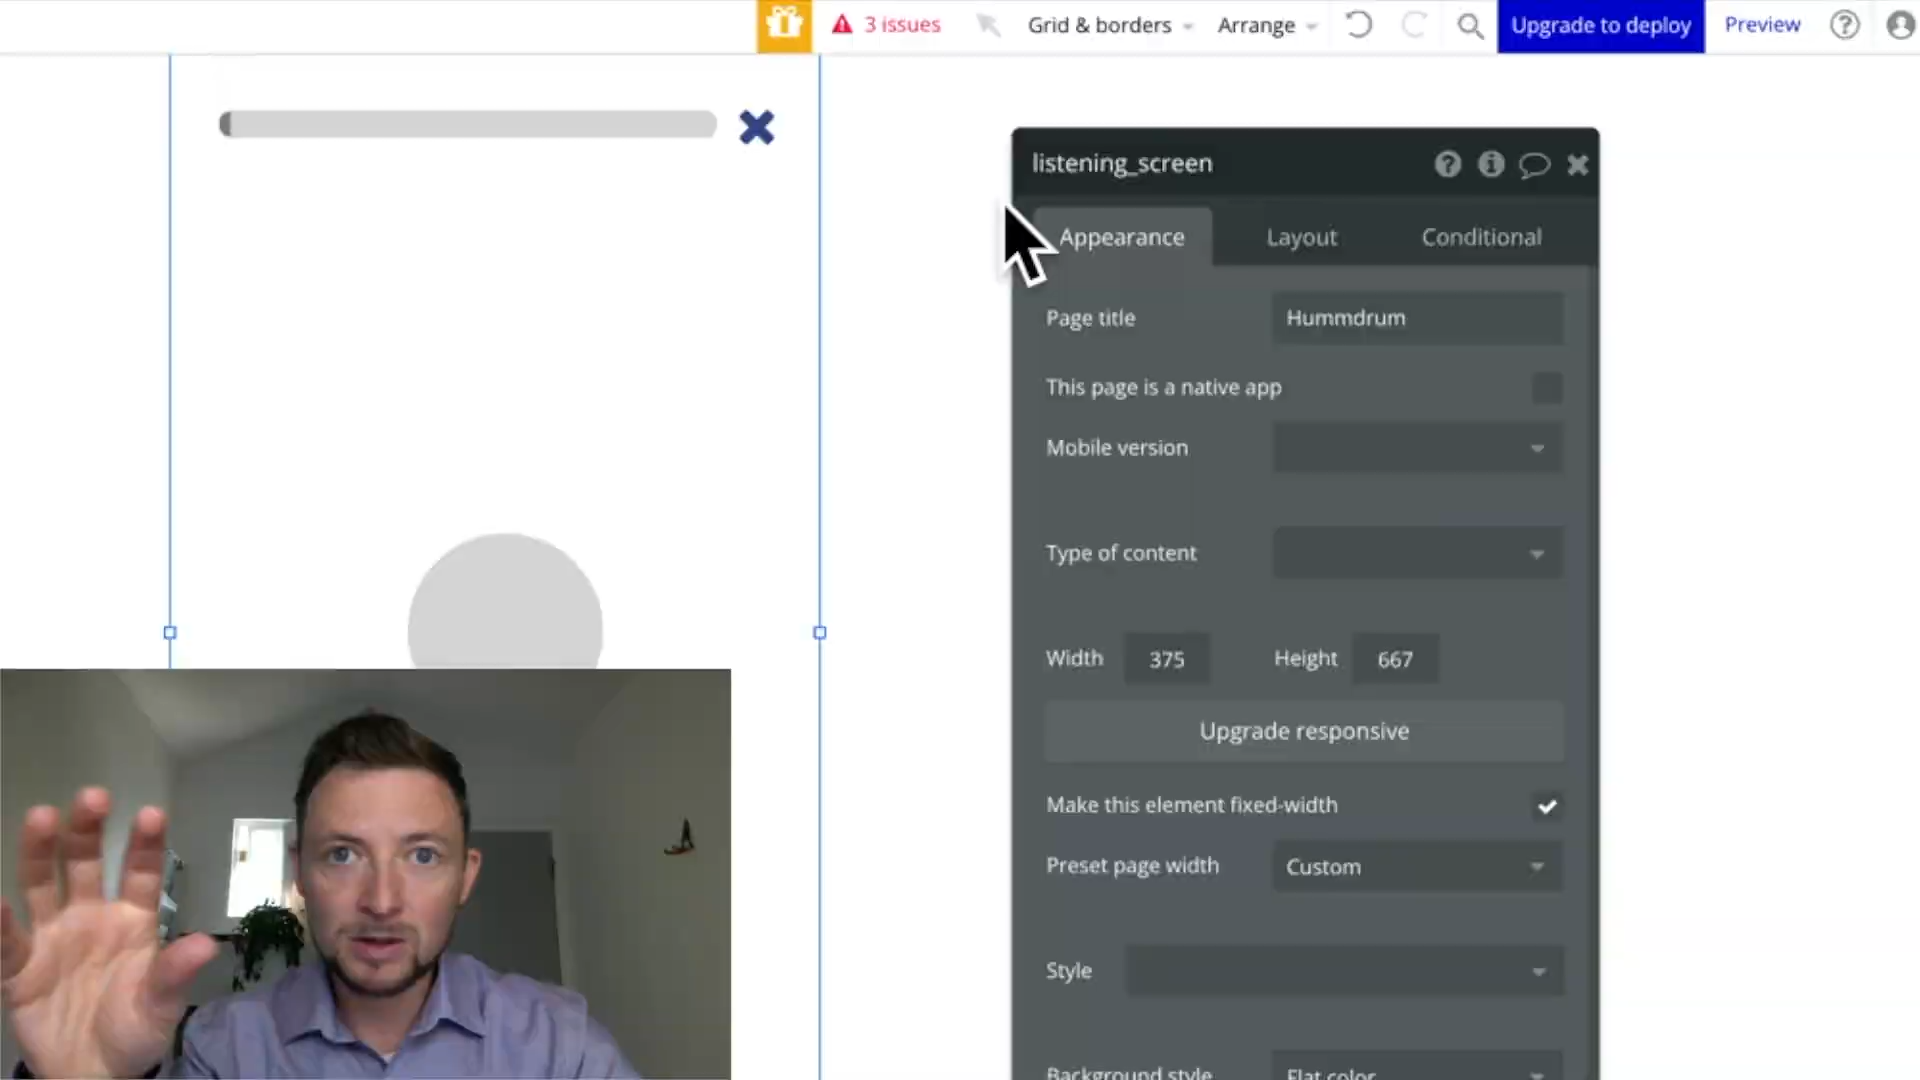 3 issues
Grid & borders
Arrange
Upgrade to deploy
Preview
listening_screen
Appearance
Layout
Conditional
Page title
Hummdrum
This page is a native app
Mobile version
Type of content
Width
375
Height
667
Upgrade responsive
Make this element fixed-width
Preset page width
Custom
Style
Background style
Flat color